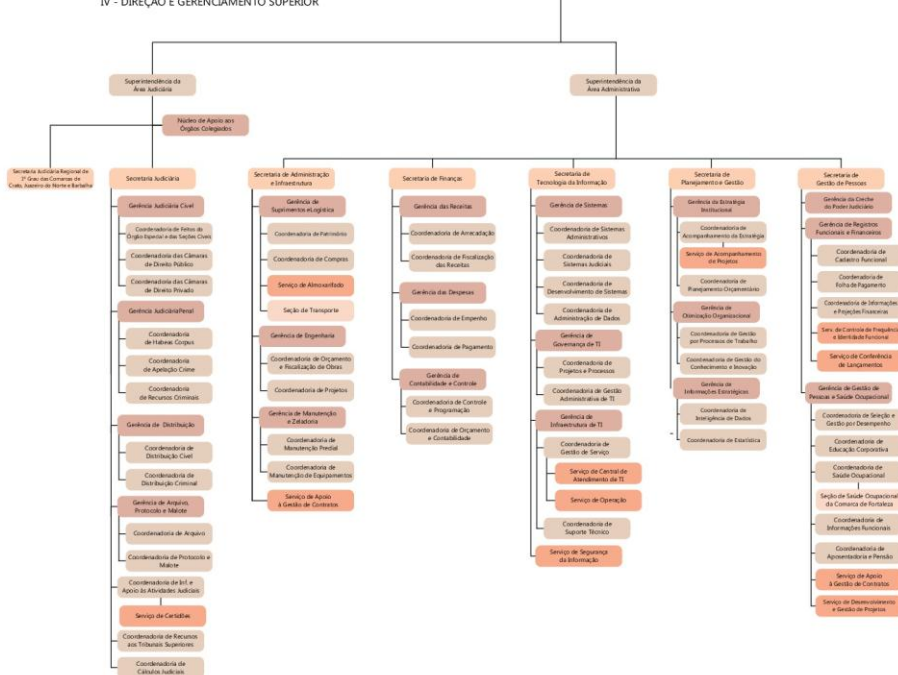 IV - DIREÇÃO E GERENCIAMENTO SUPERIOR
Superintendência da
Área Judiciária
Superintendência da
Área Administrativa
Núcleo de Apoio aos
Órgãos Colegiados
Secretaria Judiciária Regional de
1º Grau das Comarcas de
Crato, Juazeiro do Norte e Barbalha
Secretaria Judiciária
Gerência Judiciária Cível
Coordenadoria de Feitos do
Órgão Especial e das Seções Cíveis
Coordenadoria das Câmaras
de Direito Público
Coordenadoria das Câmaras
de Direito Privado
Gerência JudiciáriaPenal
Coordenadoria
de Habeas Corpus
Coordenadoria
de Apelação Crime
Coordenadoria
de Recursos Criminais
Gerência de Distribuição
Coordenadoria de
Distribuição Cível
Coordenadoria de
Distribuição Criminal
Gerência de Arquivo,
Protocolo e Malote
Coordenadoria de Arquivo
Coordenadoria de Protocolo e
Malote
Coordenadoria de Inf. e
Apoio às Atividades Judiciais
Serviço de Certidões
Coordenadoria de Recursos
aos Tribunais Superiores
Coordenadoria de
Cálculos Judiciais
Secretaria de Administração
e Infraestrutura
Gerência de
Suprimentos eLogística
Coordenadoria de Patrimônio
Coordenadoria de Compras
Serviço de Almoxarifado
Seção de Transporte
Gerência de Engenharia
Coordenadoria de Orçamento
e Fiscalização de Obras
Coordenadoria de Projetos
Gerência de Manutenção
e Zeladoria
Coordenadoria de
Manutenção Predial
Coordenadoria de
Manutenção de Equipamentos
Serviço de Apoio
à Gestão de Contratos
Secretaria de Finanças
Gerência das Receitas
Coordenadoria de Arrecadação
Coordenadoria de Fiscalização
das Receitas
Gerência das Despesas
Coordenadoria de Empenho
Coordenadoria de Pagamento
Gerência de
Contabilidade e Controle
Coordenadoria de Controle
e Programação
Coordenadoria de Orçamento
e Contabilidade
Secretaria de
Tecnologia da Informação
Gerência de Sistemas
Coordenadoria de Sistemas
Administrativos
Coordenadoria de
Sistemas Judiciais
Coordenadoria de
Desenvolvimento de Sistemas
Coordenadoria de
Administração de Dados
Gerência de
Governança de TI
Coordenadoria de
Projetos e Processos
Coordenadoria de Gestão
Administrativa de TI
Gerência de
Infraestrutura de TI
Coordenadoria de
Gestão de Serviço
Serviço de Central de
Atendimento de TI
Serviço de Operação
Coordenadoria de
Suporte Técnico
Serviço de Segurança
da Informação
Secretaria de
Planejamento e Gestão
Gerência da Estratégia
Institucional
Coordenadoria de
Acompanhamento da Estratégia
Serviço de Acompanhamento
de Projetos
Coordenadoria de
Planejamento Orçamentário
Gerência de
Otimização Organizacional
Coordenadoria de Gestão
por Processos de Trabalho
Coordenadoria de Gestão do
Conhecimento e Inovação
Gerência de
Informações Estratégicas
Coordenadoria de
Inteligência de Dados
Coordenadoria de Estatística
Secretaria de
Gestão de Pessoas
Gerência da Creche
do Poder Judiciário
Gerência de Registros
Funcionais e Financeiros
Coordenadoria de
Cadastro Funcional
Coordenadoria de
Folha de Pagamento
Coordenadoria de Informações
e Projeções Financeiras
Serv. de Controle de Frequência
e Identidade Funcional
Serviço de Conferência
de Lançamentos
Gerência de Gestão de
Pessoas e Saúde Ocupacional
Coordenadoria de Seleção e
Gestão por Desempenho
Coordenadoria de
Educação Corporativa
Coordenadoria de
Saúde Ocupacional
Seção de Saúde Ocupacional
da Comarca de Fortaleza
Coordenadoria de
Informações Funcionais
Coordenadoria de
Aposentadoria e Pensão
Serviço de Apoio
à Gestão de Contratos
Serviço de Desenvolvimento
e Gestão de Projetos